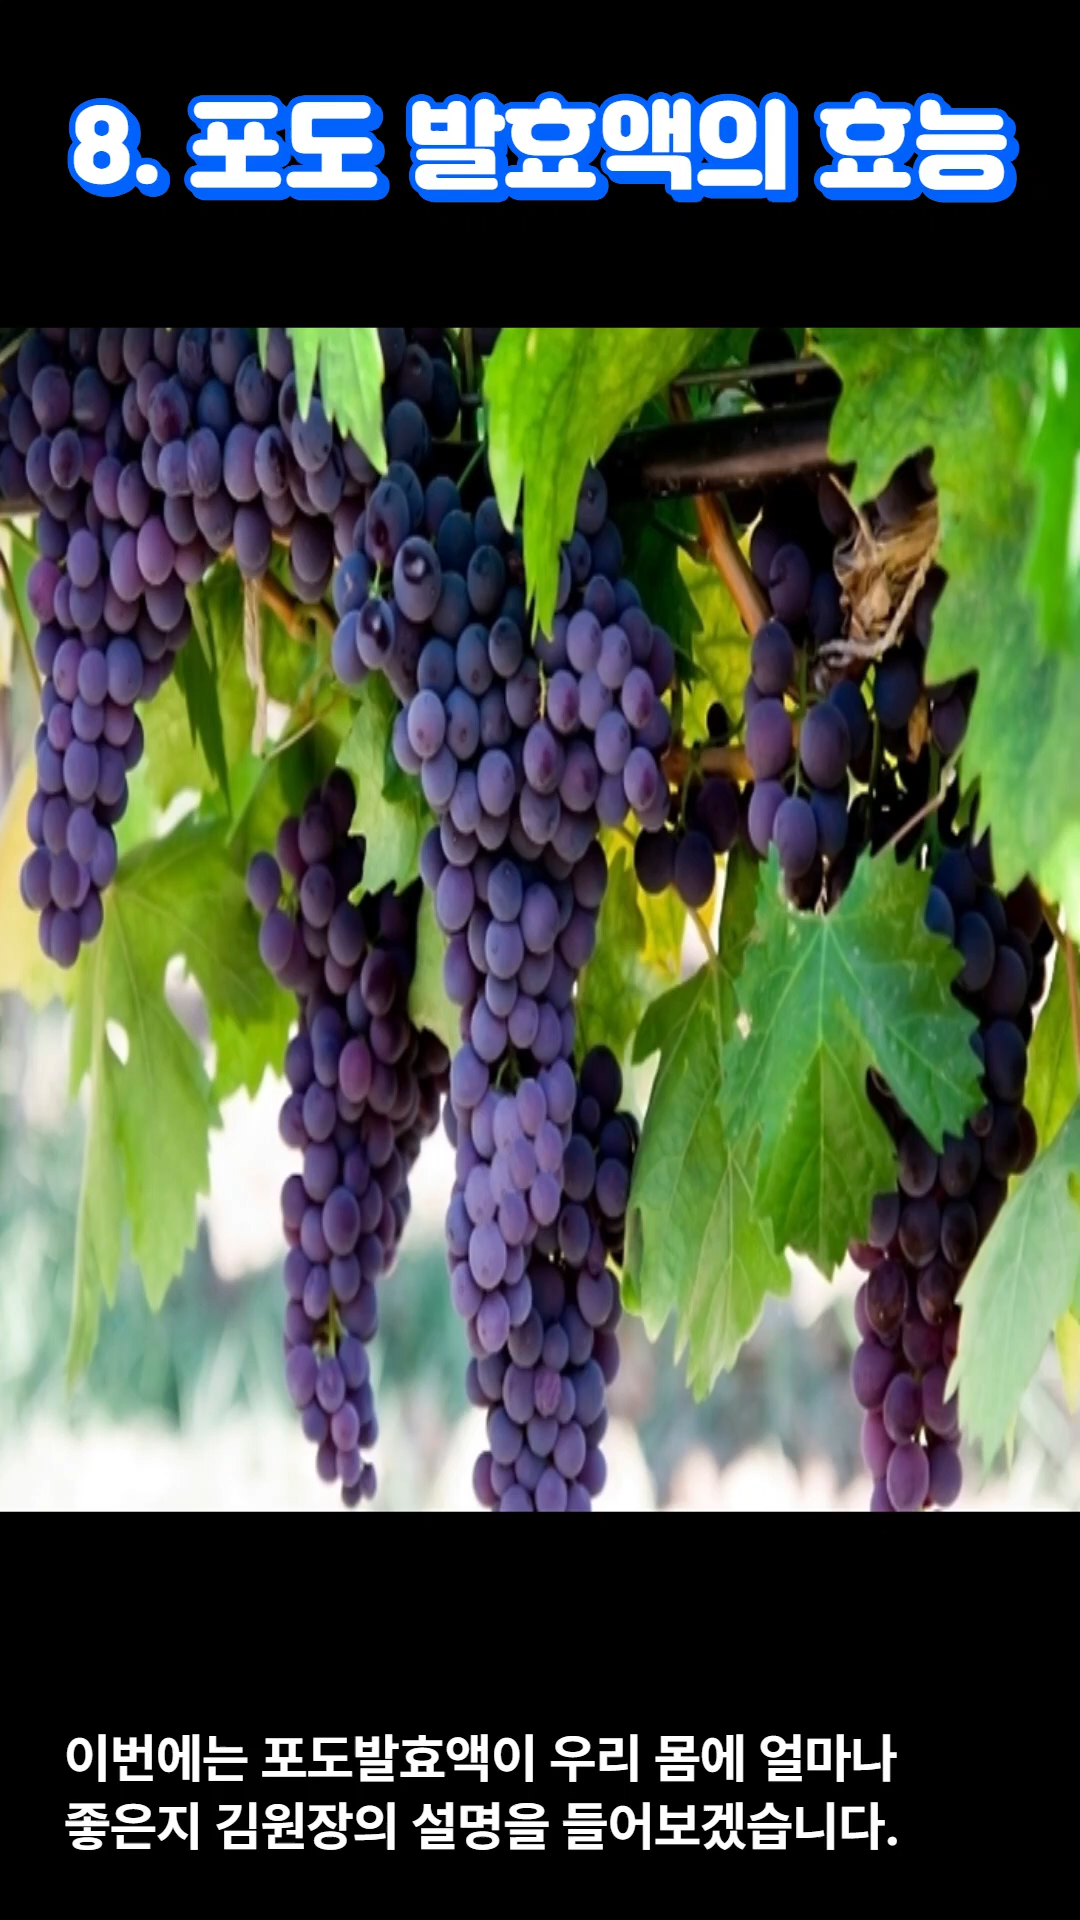 8. 포도 발효액의 효능
이번에는 포도발효액이 우리 몸에 얼마나
좋은지 김원장의 설명을 들어보겠습니다.